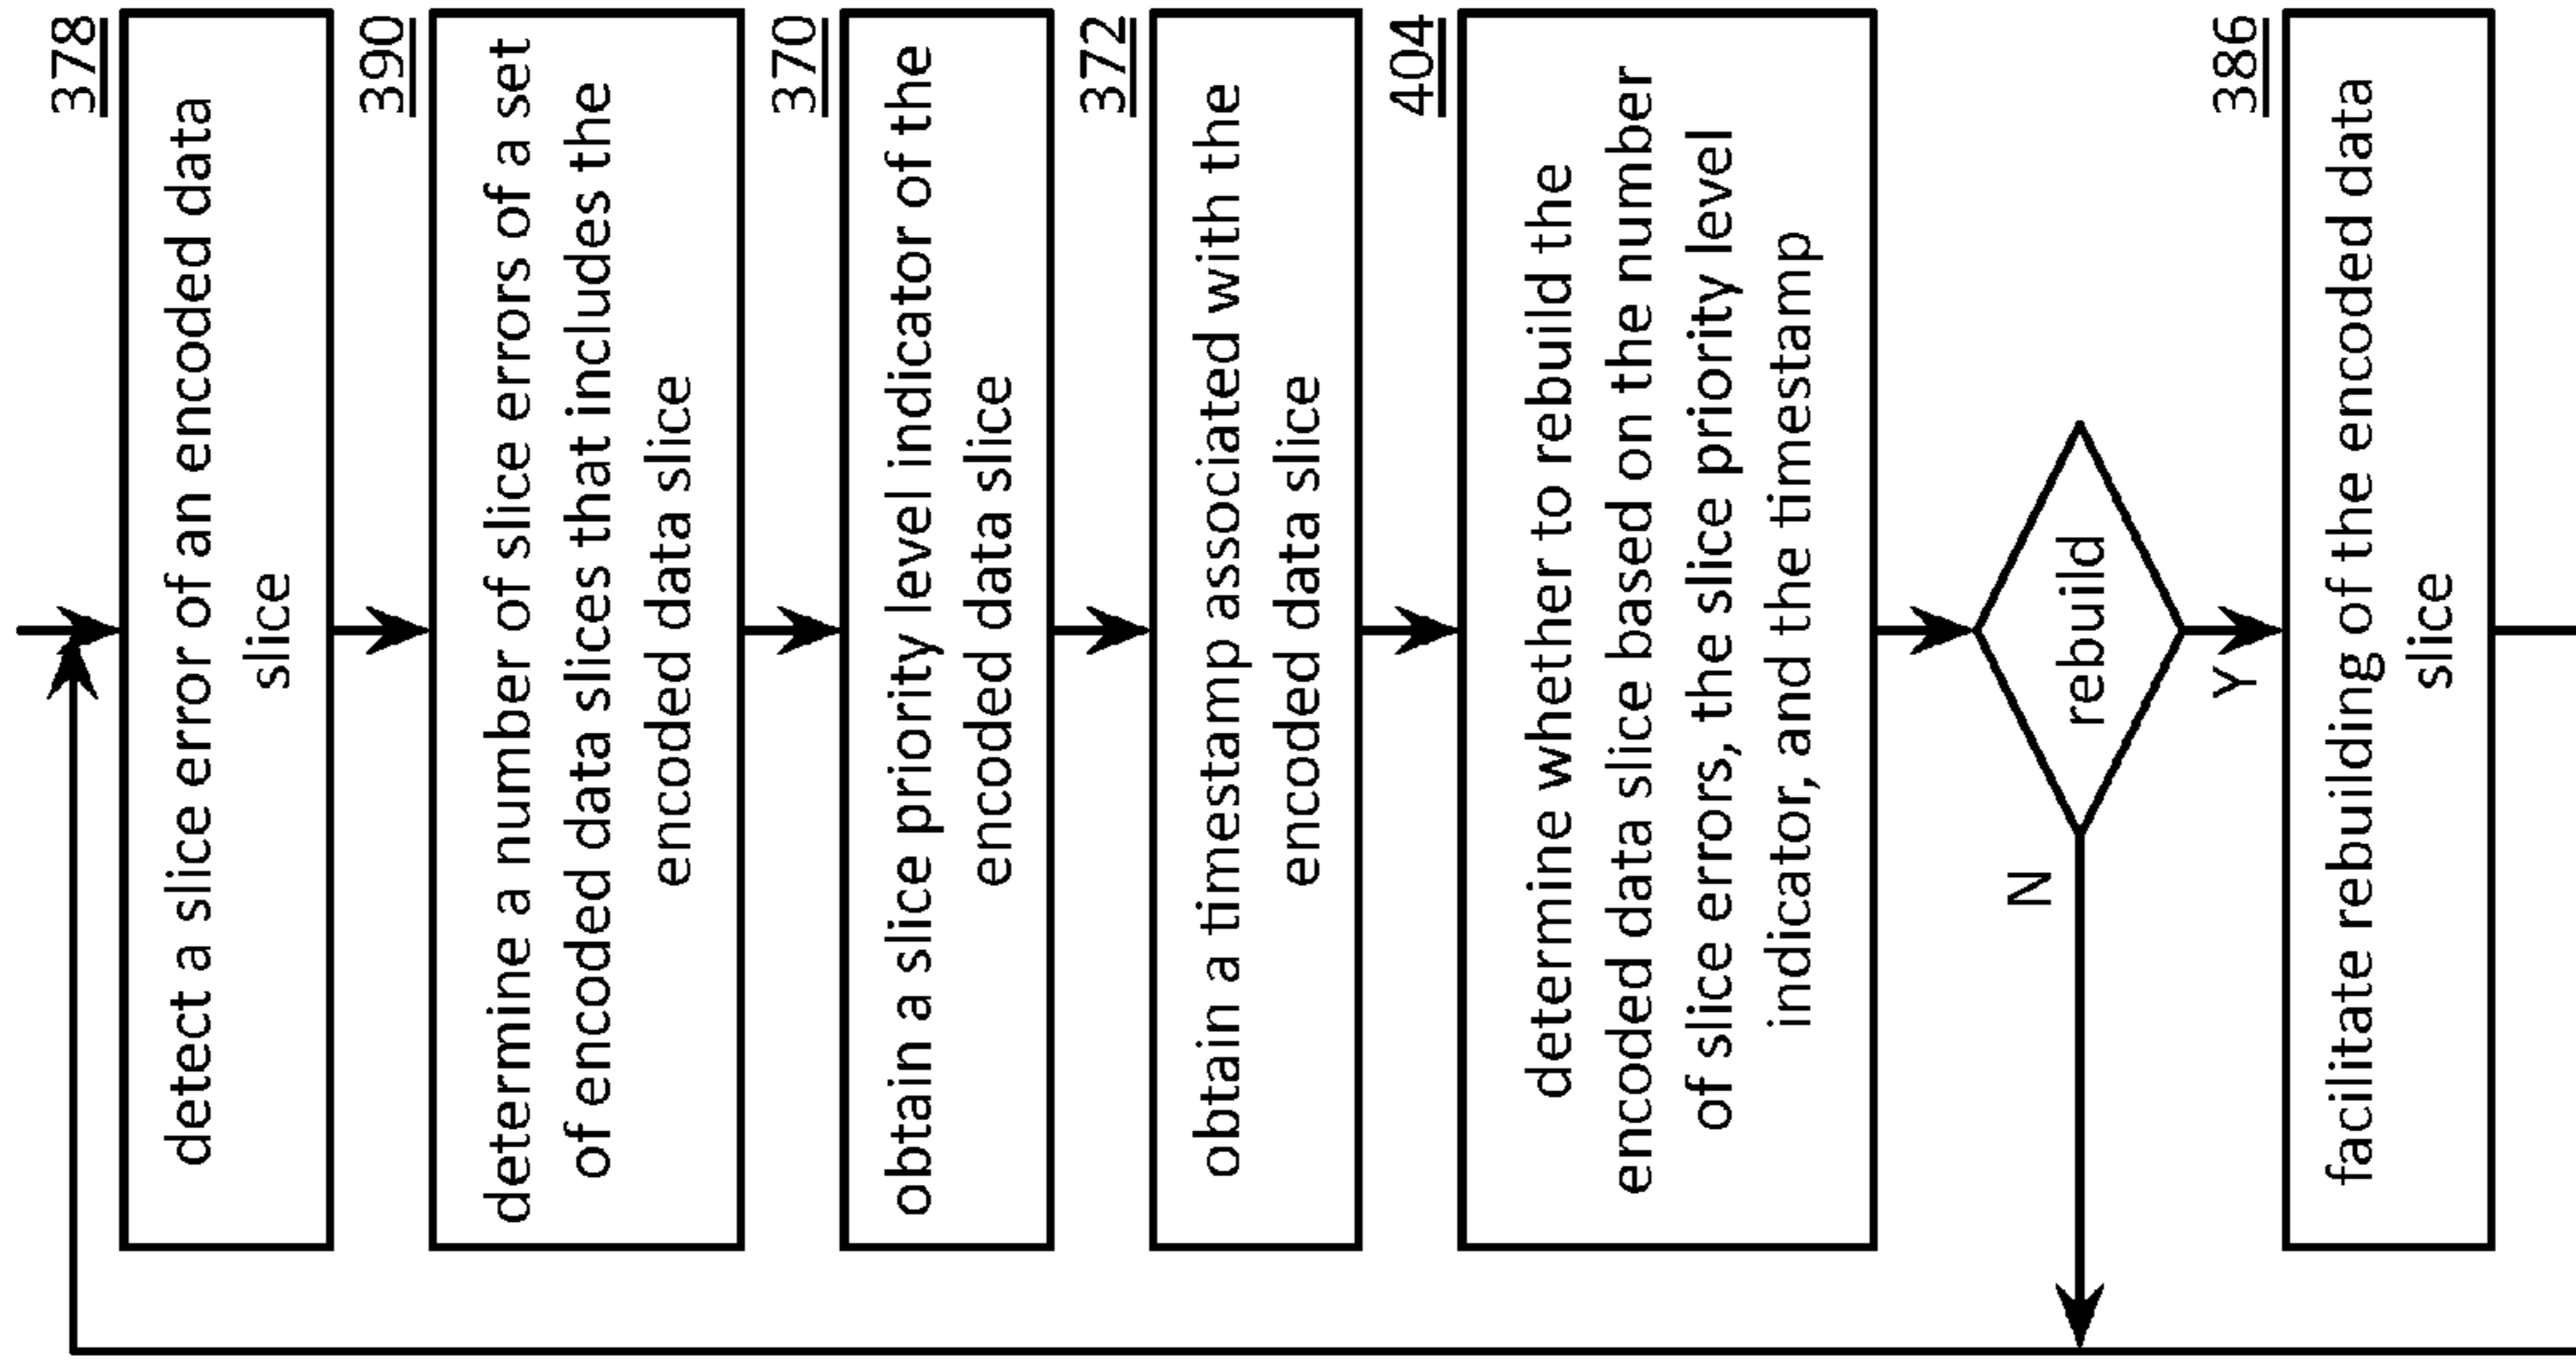 378
detect a slice error of an encoded data
slice
390
determine a number of slice errors of a set
of encoded data slices that includes the
encoded data slice
370
obtain a slice priority level indicator of the
encoded data slice
372
obtain a timestamp associated with the
encoded data slice
404
determine whether to rebuild the
encoded data slice based on the number
of slice errors, the slice priority level
indicator, and the timestamp
rebuild
N
Y
386
facilitate rebuilding of the encoded data
slice